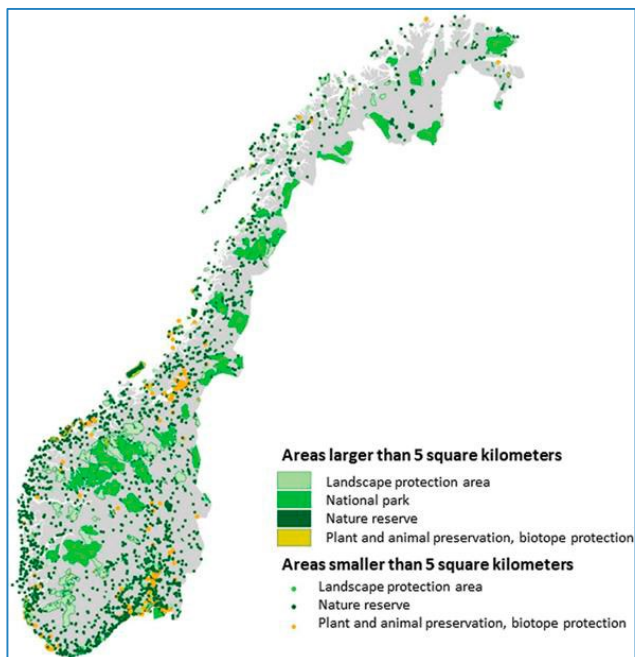 Areas larger than 5 square kilometers
Landscape protection area
National park
Nature reserve
Plant and animal preservation, biotope protection
Areas smaller than 5 square kilometers
Landscape protection area
Nature reserve
Plant and animal preservation, biotope protection